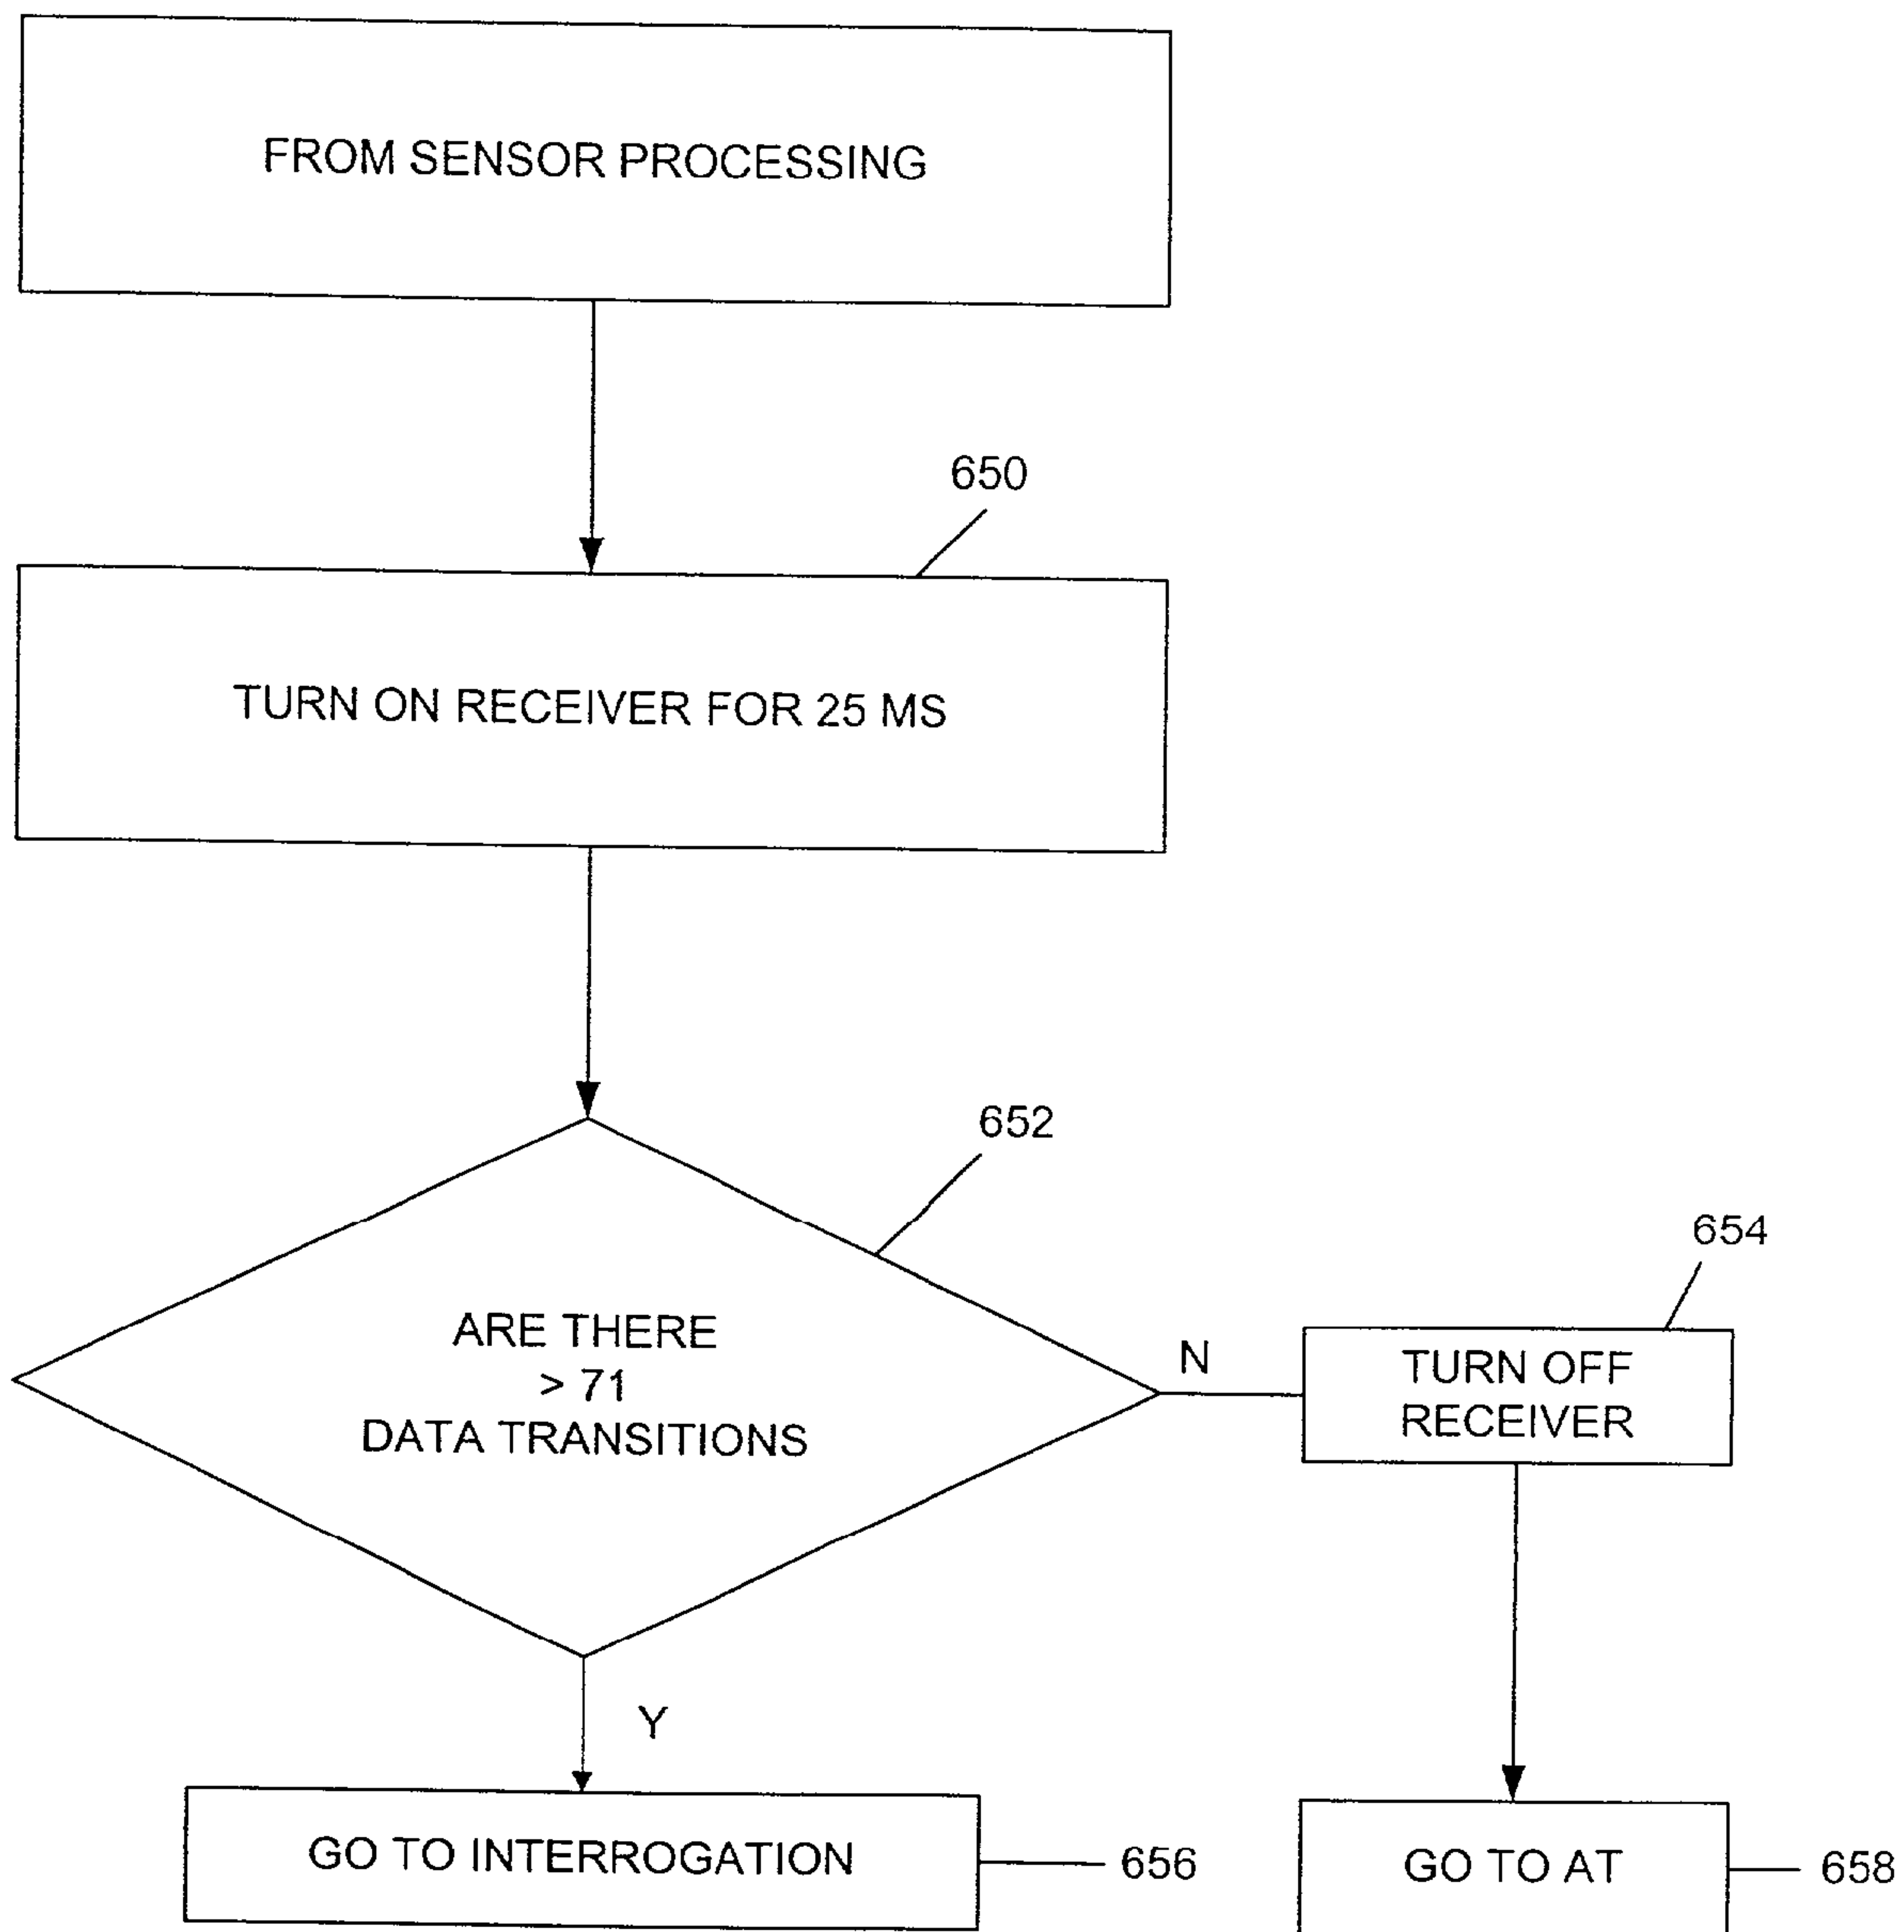 FROM SENSOR PROCESSING
650
TURN ON RECEIVER FOR 25 MS
652
ARE THERE
> 71
DATA TRANSITIONS
N
654
TURN OFF
RECEIVER
Y
GO TO INTERROGATION
656
GO TO AT
658